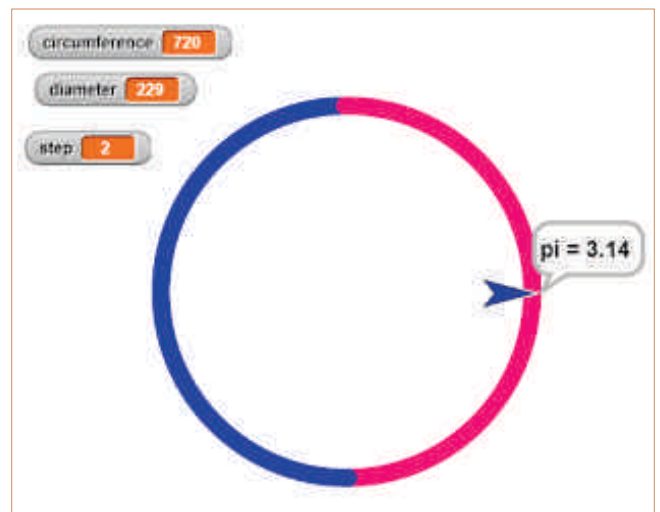 circumference 720
diameter 229
step 2
pi = 3.14